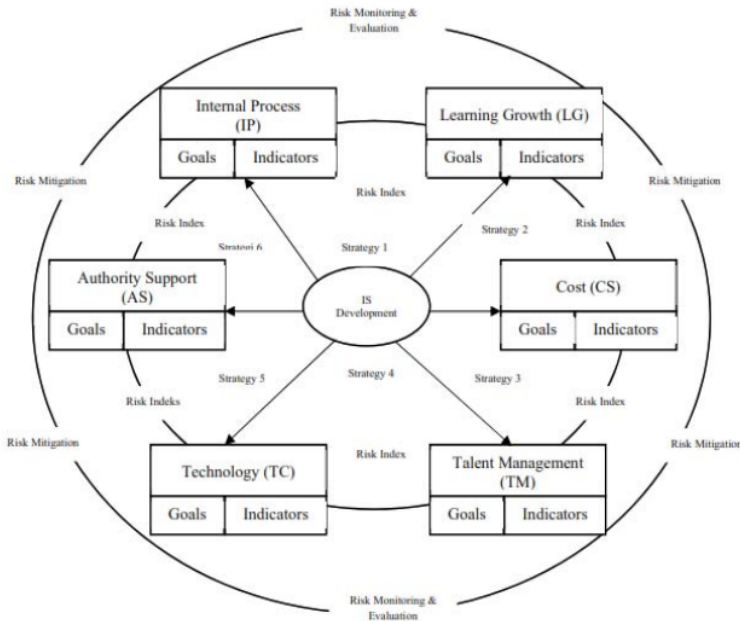 Risk Monitoring &
Evaluation
Internal Process
(IP)
Goals Indicators
Learning Growth (LG)
Goals Indicators
Risk Mitigation
Risk Mitigation
Risk Index
Risk Index
Risk Index
Strategi 6
Strategy 1
Strategy 2
Authority Support
(AS)
Goals Indicators
IS
Development
Cost (CS)
Goals Indicators
Strategy 5
Strategy 4
Strategy 3
Risk Indeks
Risk Index
Risk Mitigation
Risk Index
Risk Mitigation
Technology (TC)
Goals Indicators
Talent Management
(TM)
Goals Indicators
Risk Monitoring &
Evaluation